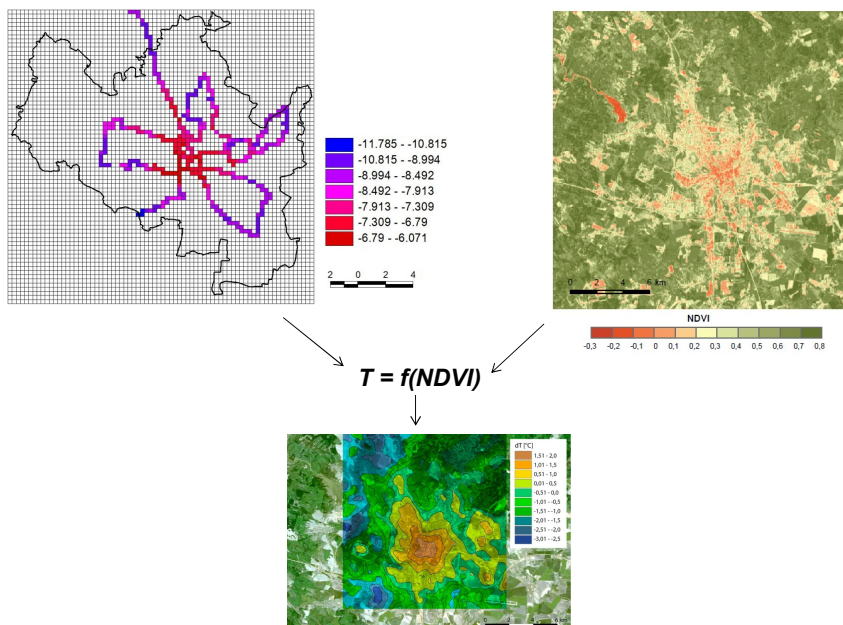 -11.785 - -10.815
-10.815 - -8.994
-8.994 - -8.492
-8.492 - -7.913
-7.913 - -7.309
-7.309 - -6.79
-6.79 - -6.071
2 0 2 4
0 2 4 6 km
NDVI
-0,3 -0,2 -0,1 0 0,1 0,2 0,3 0,4 0,5 0,6 0,7 0,8
T = f(NDVI)
dT [°C]
1,51 - 2,0
1,01 - 1,5
0,51 - 1,0
0,01 - 0,5
-0,51 - 0,0
-1,01 - -0,5
-1,51 - -1,0
-2,01 - -1,5
-2,51 - -2,0
-3,01 - -2,5
0 2 4 6 km